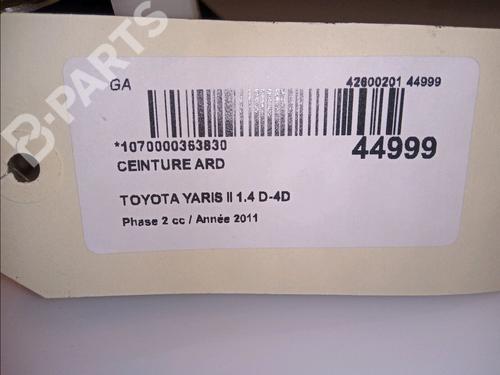 B-PARTS
GA
42600201 44999
*1070000363830
44999
CEINTURE ARD
TOYOTA YARIS II 1.4 D-4D
Phase 2 cc / Année 2011